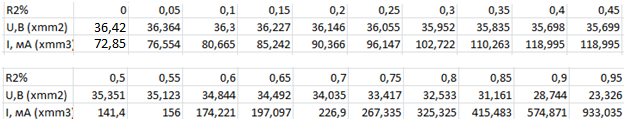 R2% 0 0,05 0,1 0,15 0,2 0,25 0,3 0,35 0,4 0,45
U,В (xmm2) 36,42 36,364 36,3 36,227 36,146 36,055 35,952 35,835 35,698 35,699
I, мА (xmm3) 72,85 76,554 80,665 85,242 90,366 96,147 102,722 110,263 118,995 118,995
R2% 0,5 0,55 0,6 0,65 0,7 0,75 0,8 0,85 0,9 0,95
U,В (xmm2) 35,351 35,123 34,844 34,492 34,035 33,417 32,533 31,161 28,744 23,326
I, мА (xmm3) 141,4 156 174,221 197,097 226,9 267,335 325,325 415,483 574,871 933,035